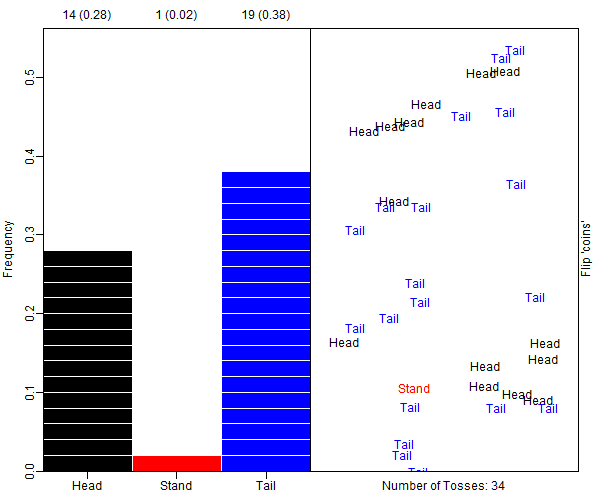 14 (0.28) 1 (0.02) 19 (0.38)
Frequency
0.5
0.4
0.3
0.2
0.1
0.0
Head Stand Tail
Tail
Tail
Head Head
Head
Tail
Tail
Head
Head
Head
Tail
Head
Tail Tail
Tail
Tail
Tail
Tail
Tail
Tail
Head
Head
Head
Head
Head
Stand
Head
Head
Tail
Tail Tail
Tail
Tail
Tail
Flip 'coins'
Number of Tosses: 34